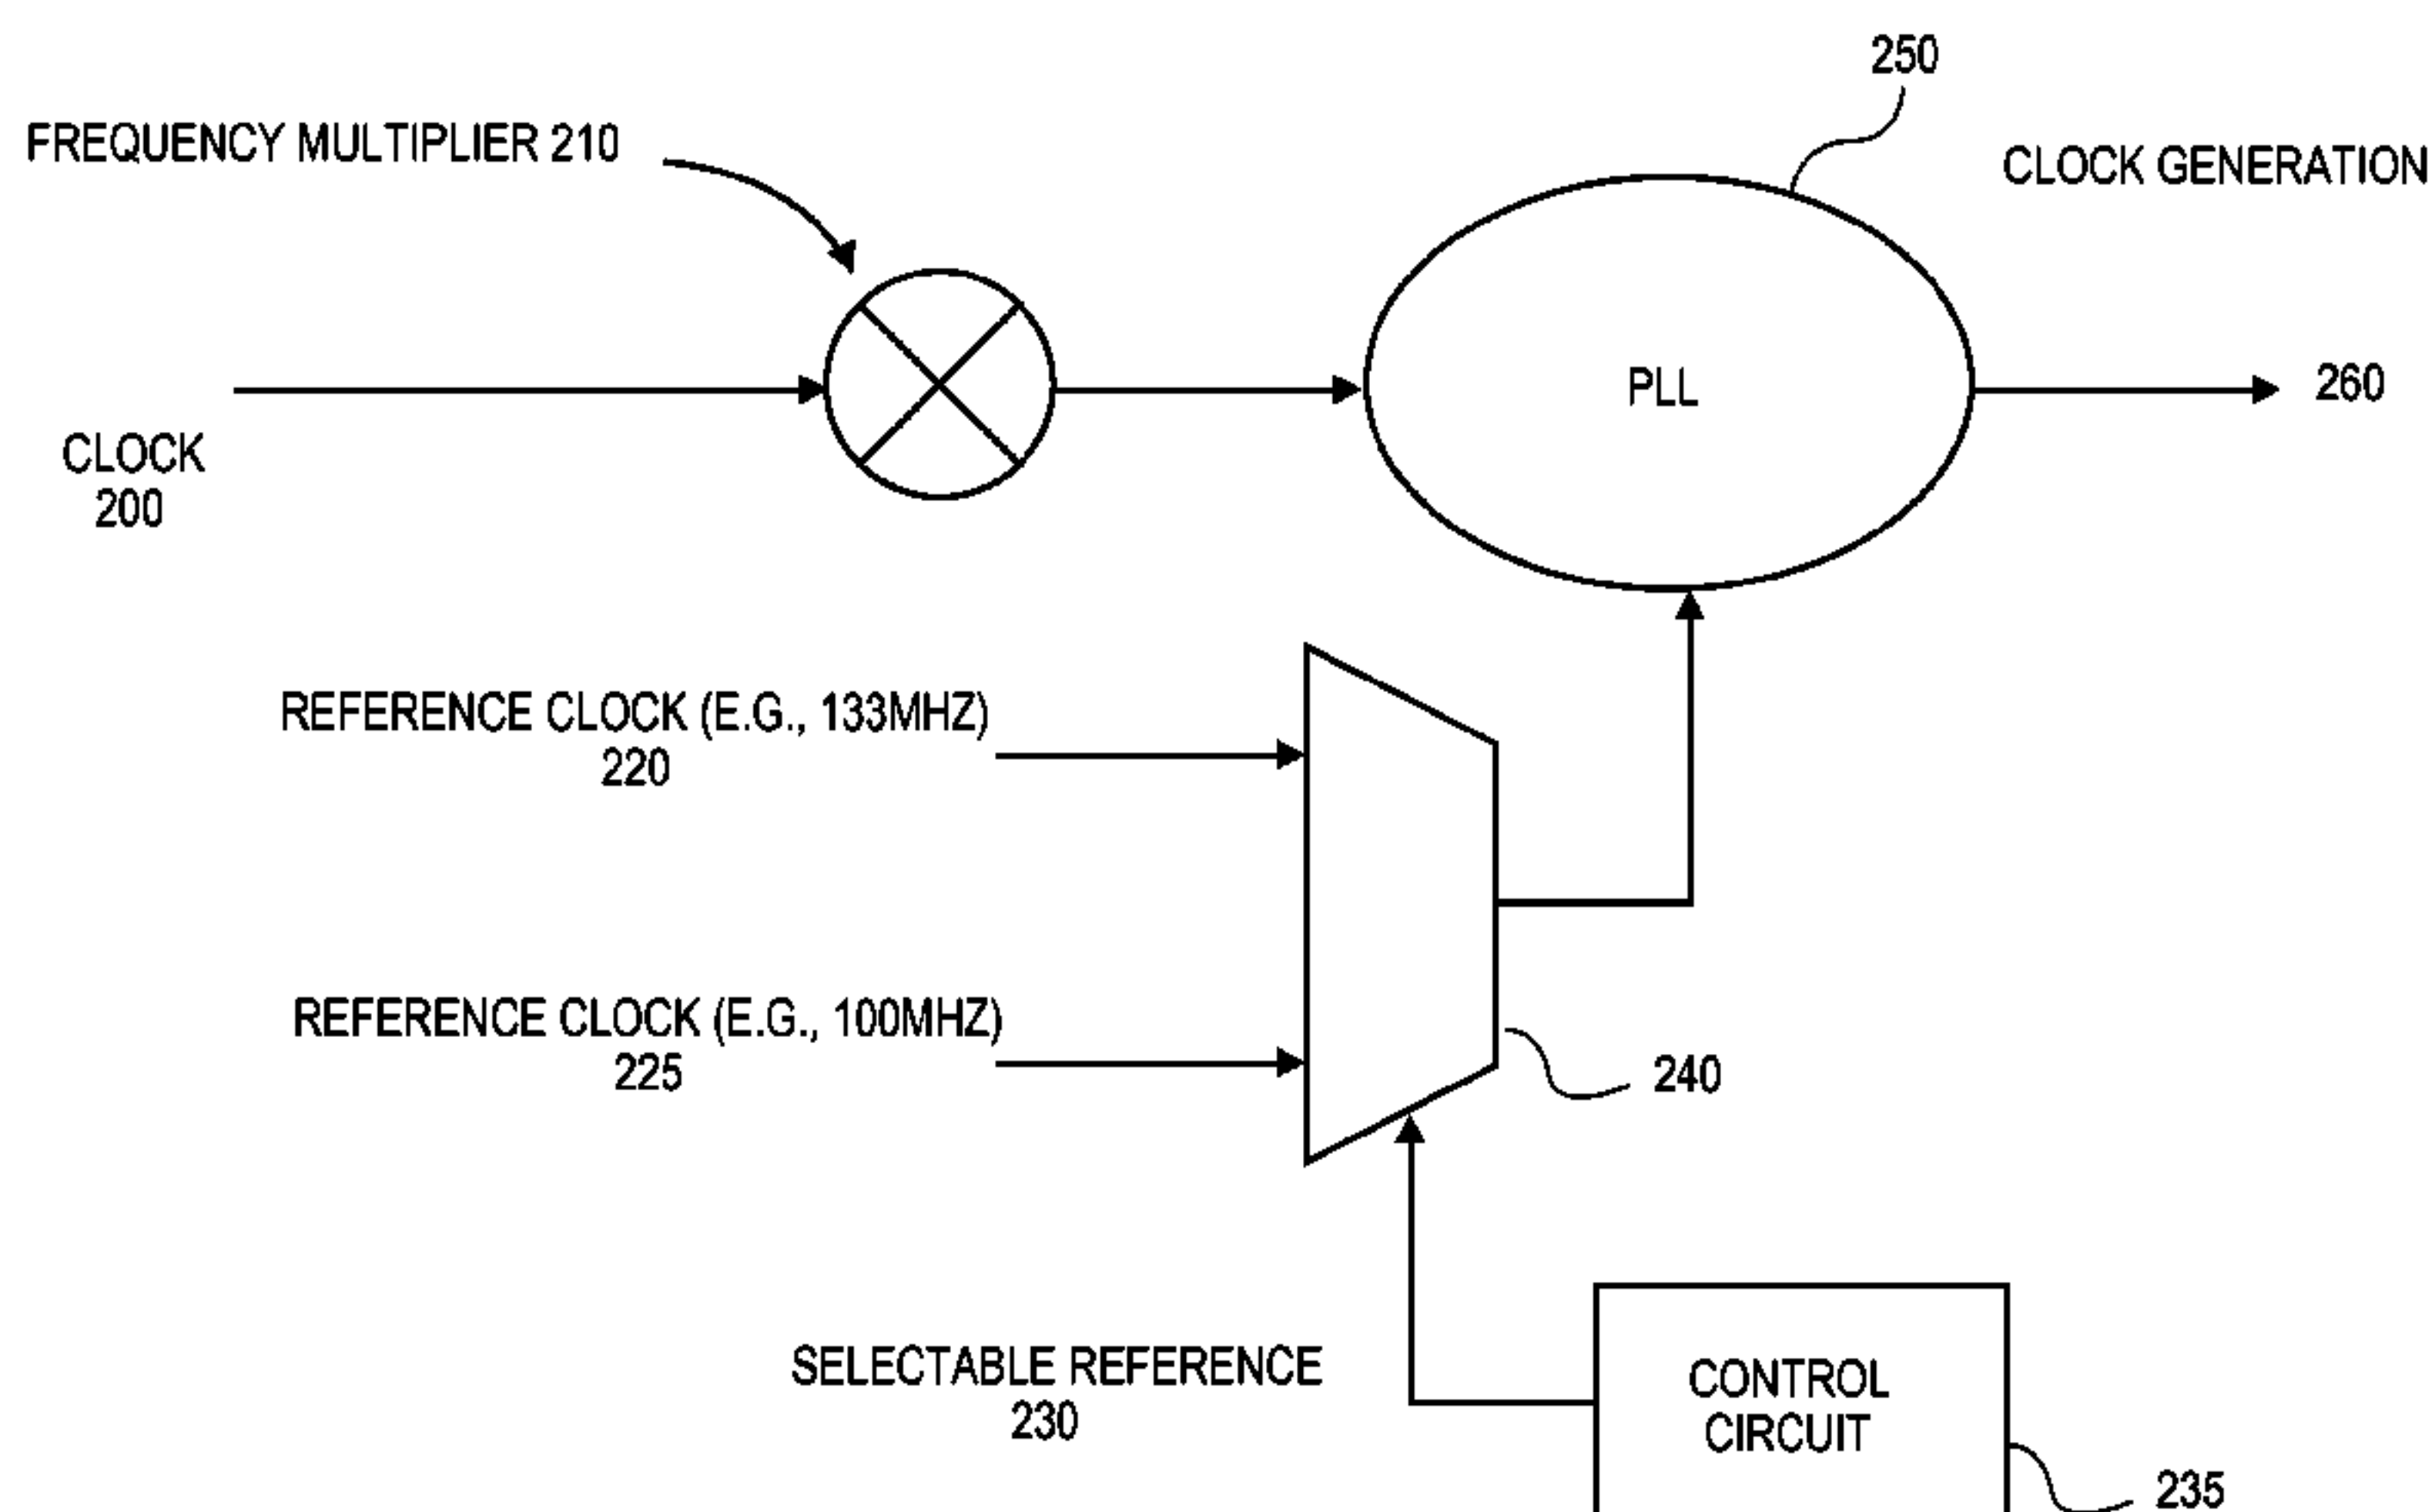 250
FREQUENCY MULTIPLIER 210
CLOCK GENERATION
PLL
260
CLOCK
200
REFERENCE CLOCK (E.G., 133MHZ)
220
REFERENCE CLOCK (E.G., 100MHZ)
225
240
SELECTABLE REFERENCE
230
CONTROL
CIRCUIT
235